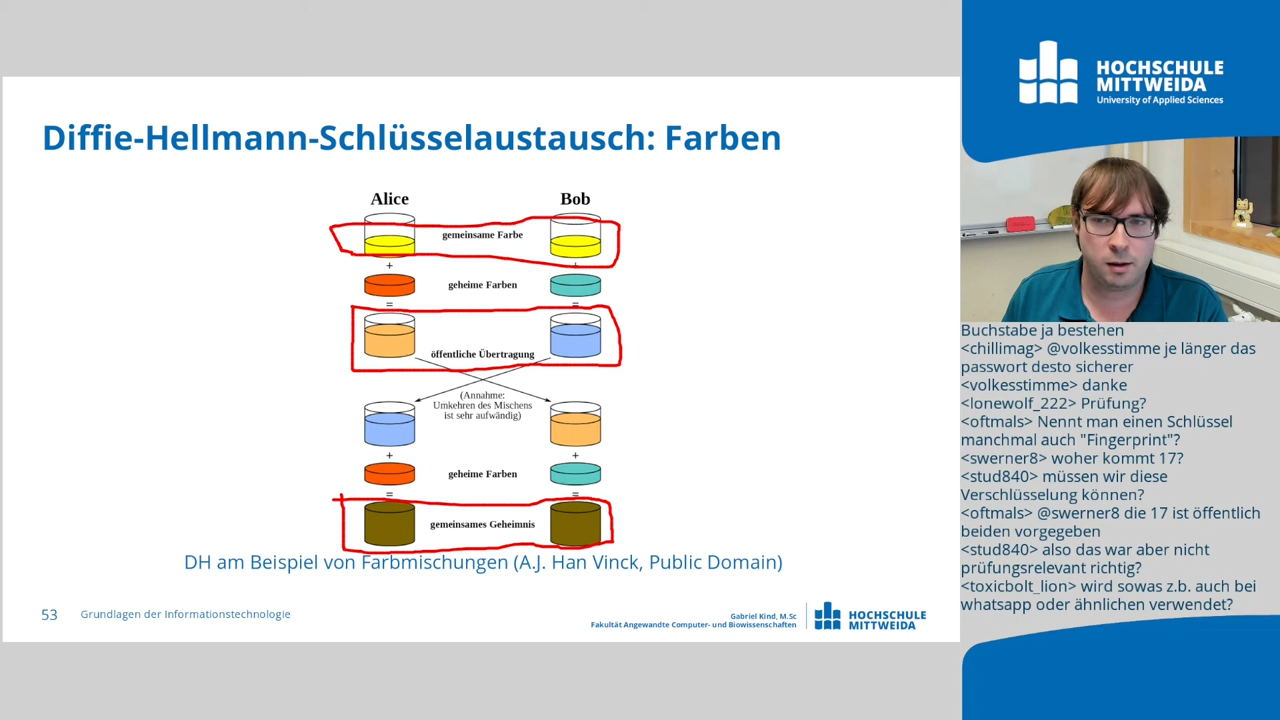 Diffie-Hellmann-Schlüsselaustausch: Farben
Alice
Bob
gemeinsame Farbe
+
+
geheime Farben
=
=
öffentliche Übertragung
(Annahme:
Umkehren des Mischens
ist sehr aufwändig)
+
+
geheime Farben
=
=
gemeinsames Geheimnis
DH am Beispiel von Farbmischungen (A.J. Han Vinck, Public Domain)
53
Grundlagen der Informationstechnologie
Gabriel Kind, M.Sc
Fakultät Angewandte Computer- und Biowissenschaften
HOCHSCHULE
MITTWEIDA
HOCHSCHULE
MITTWEIDA
University of Applied Sciences
Buchstabe ja bestehen
<chillimag> @volkesstimme je länger das
passwort desto sicherer
<volkesstimme> danke
<lonewolf_222> Prüfung?
<oftmals> Nennt man einen Schlüssel
manchmal auch "Fingerprint"?
<swerner8> woher kommt 17?
<stud840> müssen wir diese
Verschlüsselung können?
<oftmals> @swerner8 die 17 ist öffentlich
beiden vorgegeben
<stud840> also das war aber nicht
prüfungsrelevant richtig?
<toxicbolt_lion> wird sowas z.b. auch bei
whatsapp oder ähnlichen verwendet?